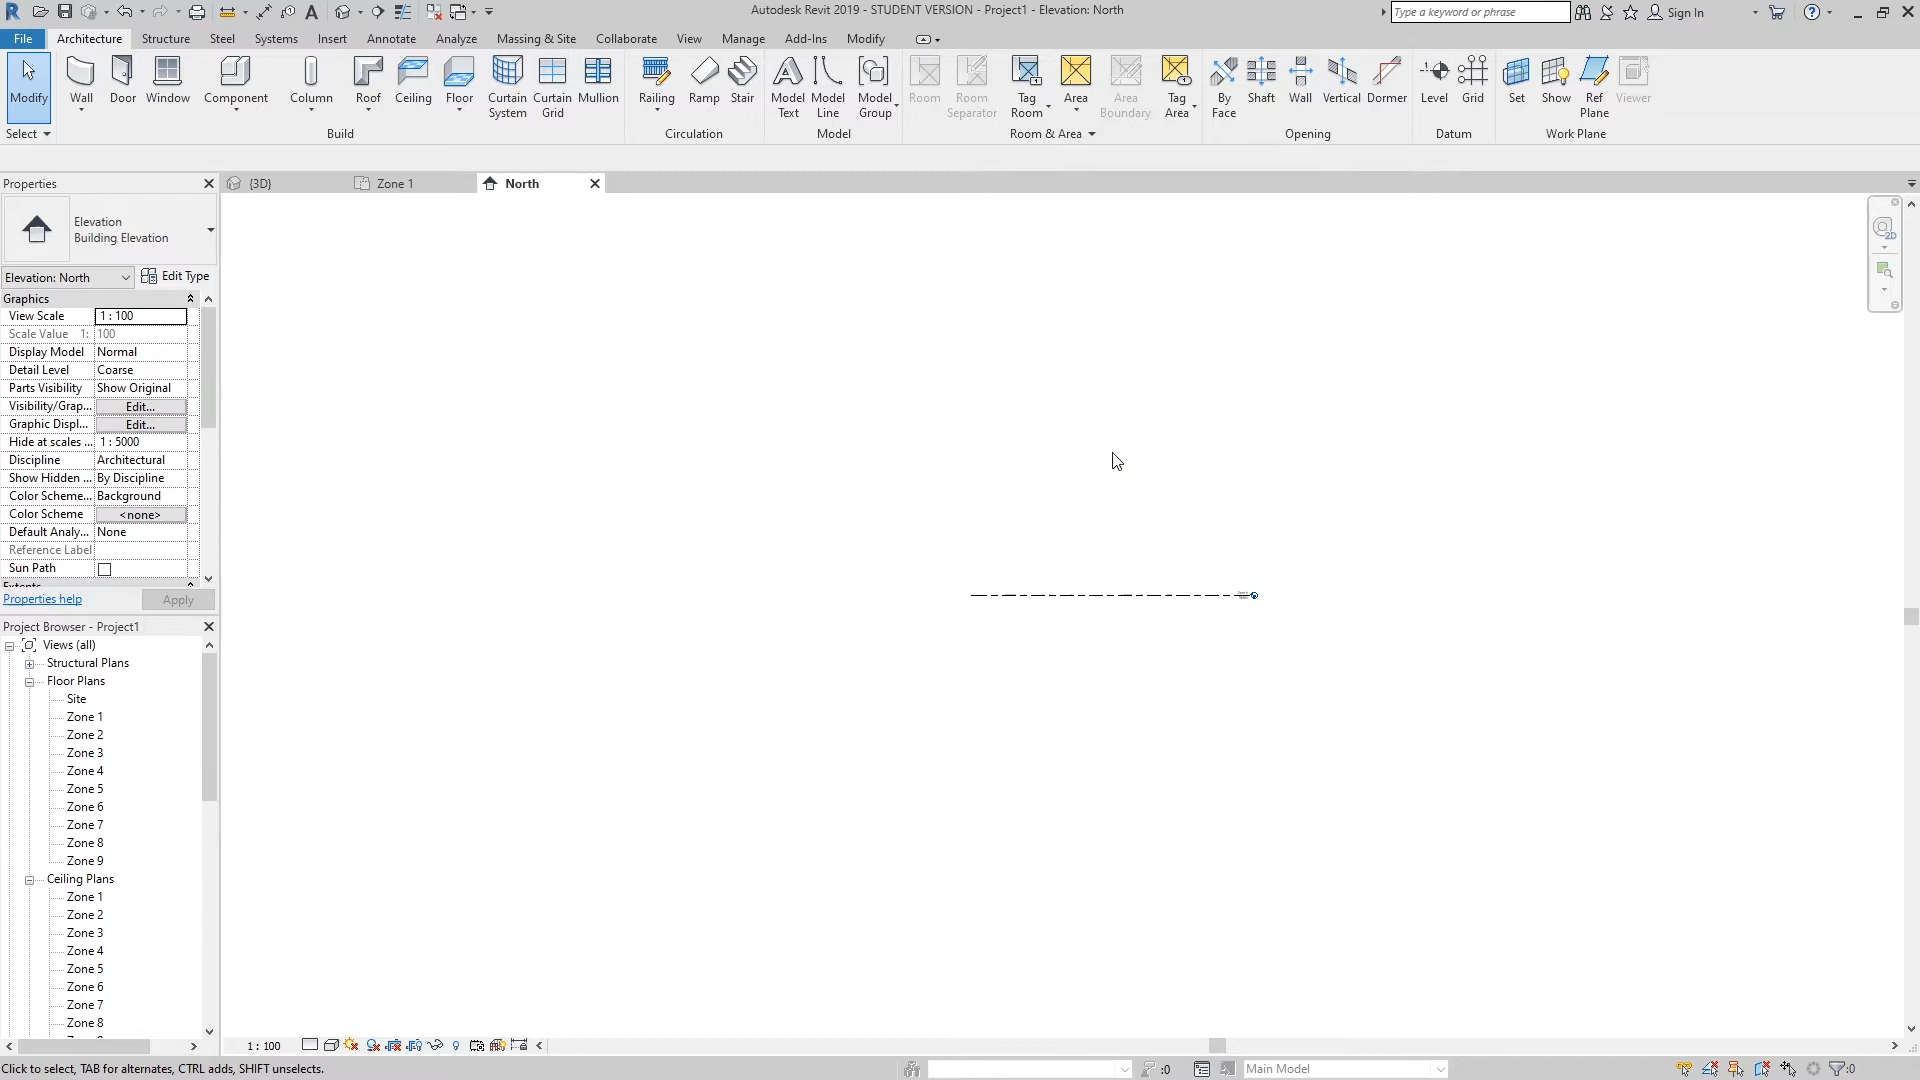 Autodesk Revit 2019 - STUDENT VERSION - Project1 - Elevation: North
Type a keyword or phrase
Sign In
File Architecture Structure Steel Systems Insert Annotate Analyze Massing & Site Collaborate View Manage Add-Ins Modify
Modify Wall Door Window Component Column Roof Ceiling Floor Curtain System Curtain Grid Mullion Railing Ramp Stair Model Text Model Line Model Group Room Room Separator Tag Room Area Area Boundary Tag Area By Face Shaft Wall Vertical Dormer Level Grid Set Show Ref Plane Viewer
Select Build Circulation Model Room & Area Opening Datum Work Plane
Properties
{3D} Zone 1 North
Elevation
Building Elevation
Elevation: North Edit Type
Graphics
View Scale 1 : 100
Scale Value 1: 100
Display Model Normal
Detail Level Coarse
Parts Visibility Show Original
Visibility/Grap... Edit...
Graphic Displ... Edit...
Hide at scales ... 1 : 5000
Discipline Architectural
Show Hidden ... By Discipline
Color Scheme... Background
Color Scheme <none>
Default Analy... None
Reference Label
Sun Path
Extents
Properties help Apply
Project Browser - Project1
Views (all)
Structural Plans
Floor Plans
Site
Zone 1
Zone 2
Zone 3
Zone 4
Zone 5
Zone 6
Zone 7
Zone 8
Zone 9
Ceiling Plans
Zone 1
Zone 2
Zone 3
Zone 4
Zone 5
Zone 6
Zone 7
Zone 8
1 : 100
Click to select, TAB for alternates, CTRL adds, SHIFT unselects.
:0
Main Model
:0